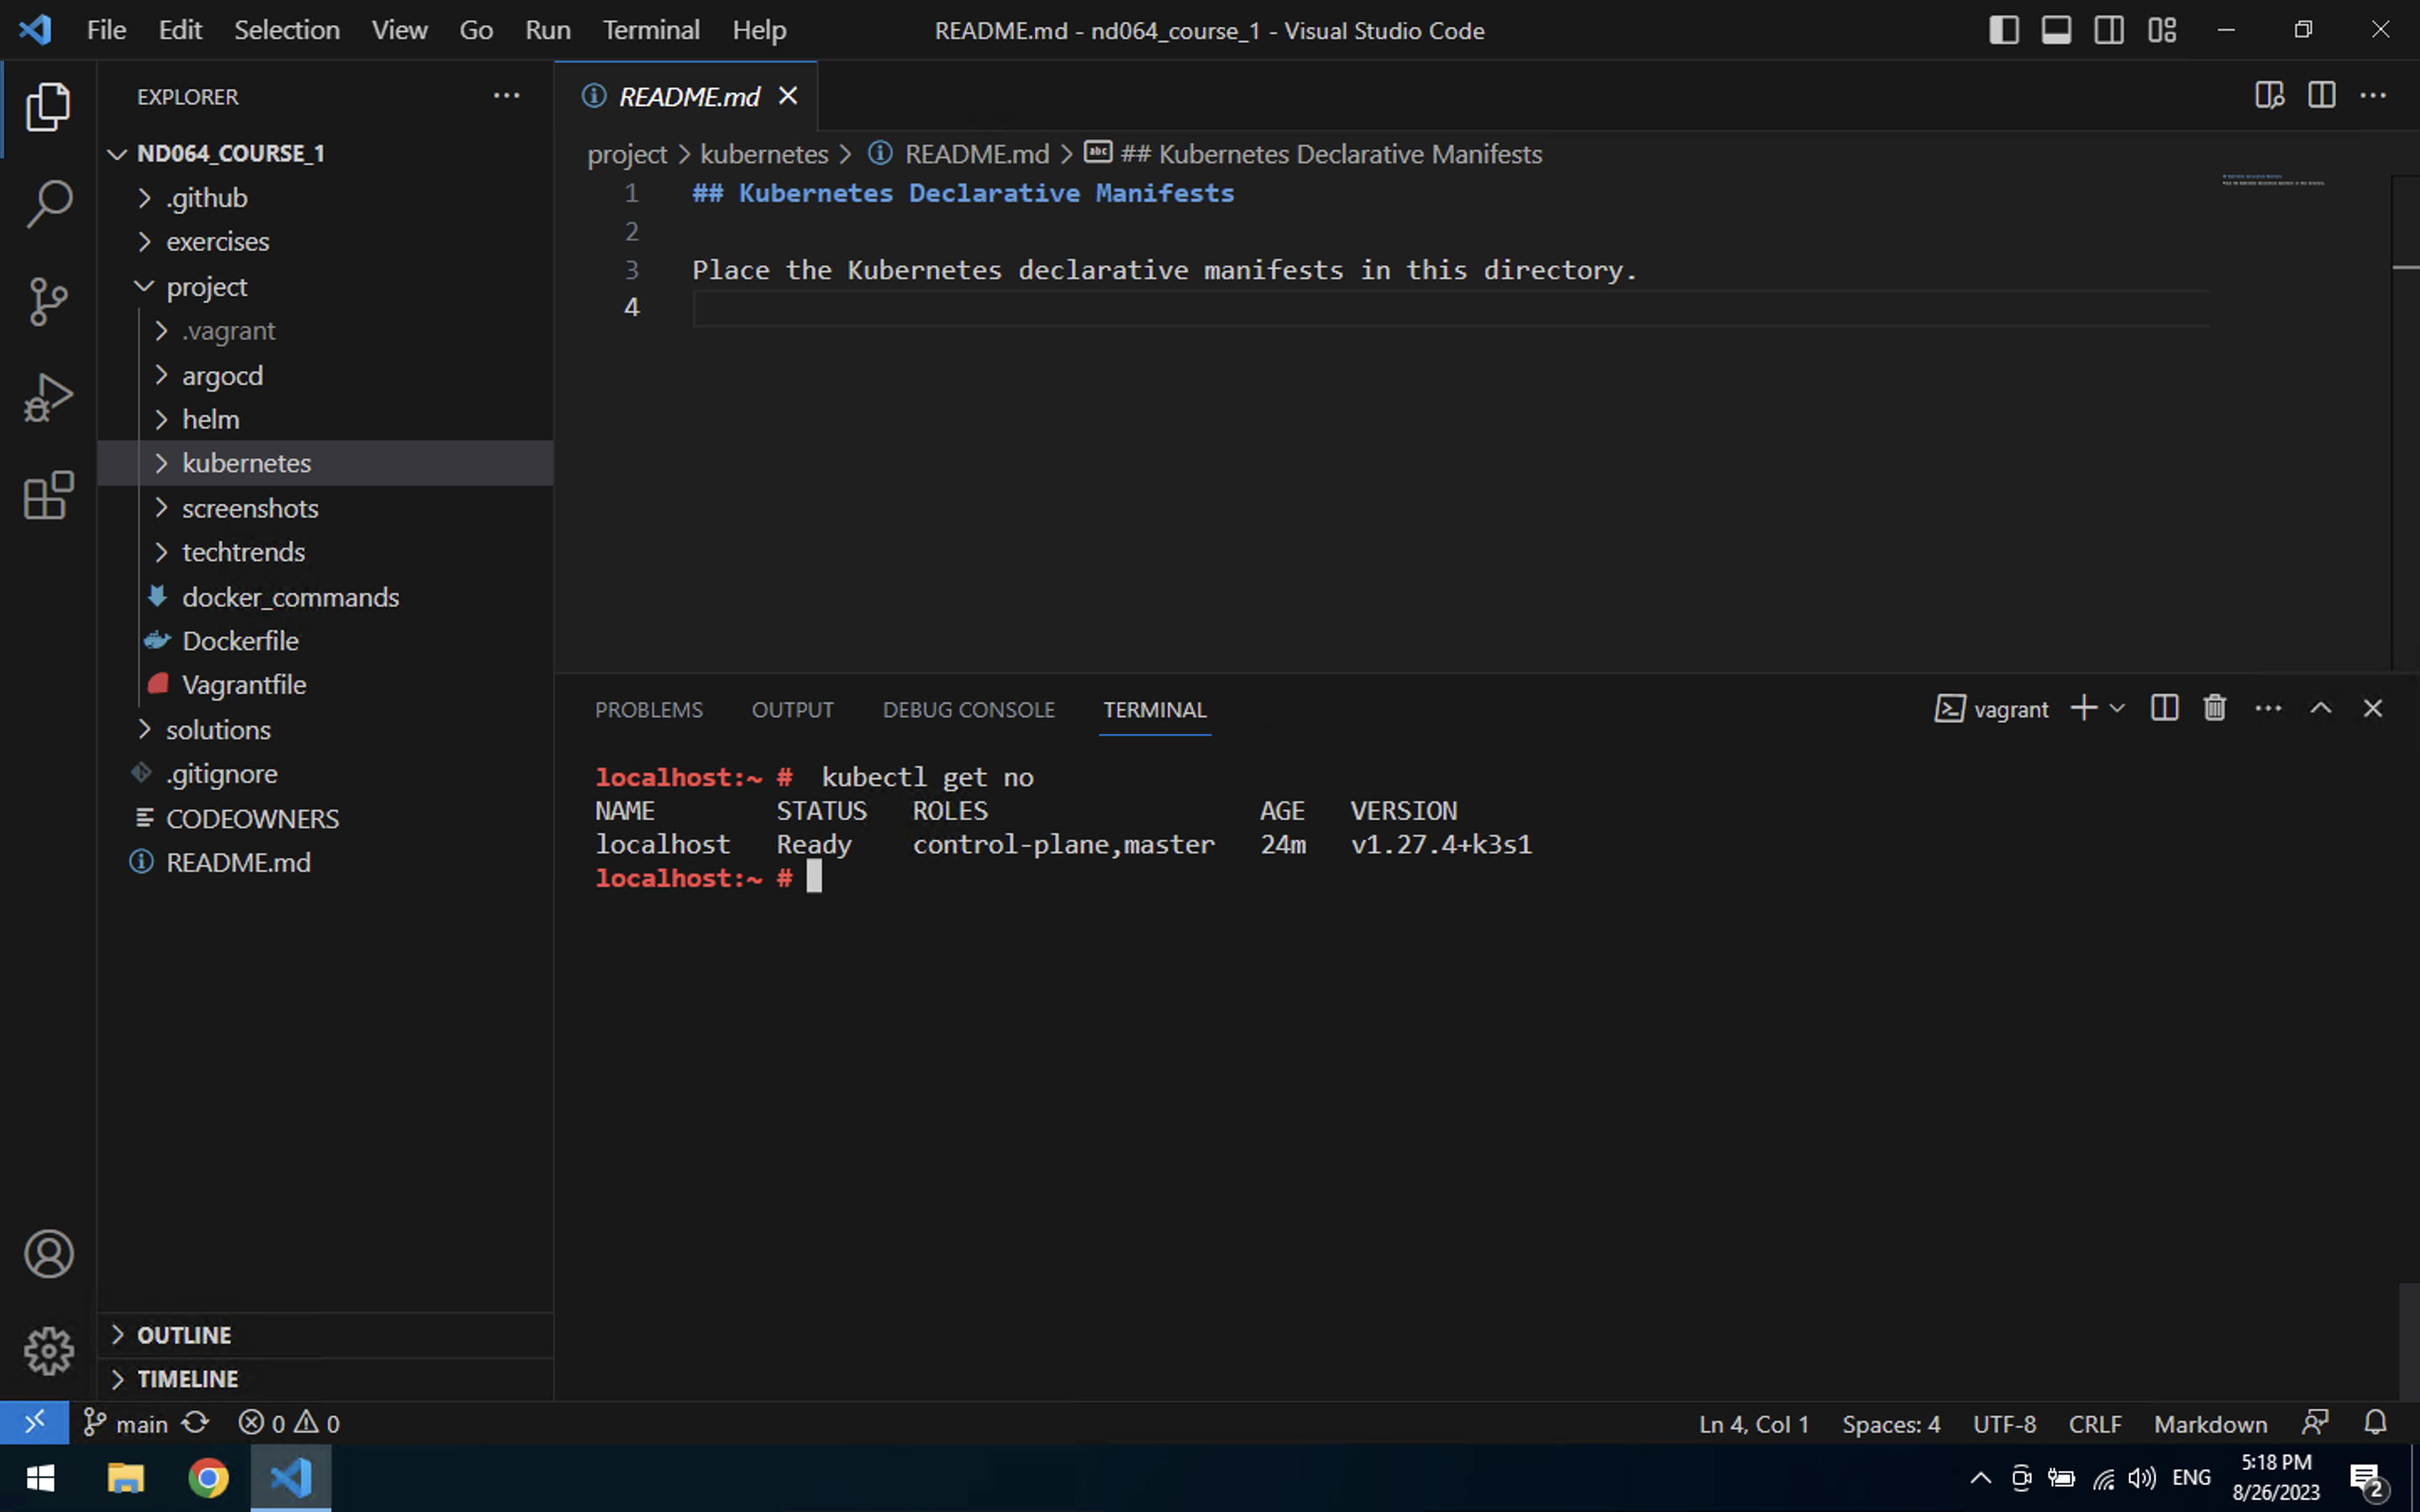 File Edit Selection View Go Run Terminal Help
README.md - nd064_course_1 - Visual Studio Code
EXPLORER
ND064_COURSE_1
.github
exercises
project
.vagrant
argocd
helm
kubernetes
screenshots
techtrends
docker_commands
Dockerfile
Vagrantfile
solutions
.gitignore
CODEOWNERS
README.md
OUTLINE
TIMELINE
README.md
project > kubernetes > README.md > ## Kubernetes Declarative Manifests
1 ## Kubernetes Declarative Manifests
2
3 Place the Kubernetes declarative manifests in this directory.
4
PROBLEMS OUTPUT DEBUG CONSOLE TERMINAL
vagrant
localhost:~ # kubectl get no
NAME STATUS ROLES AGE VERSION
localhost Ready control-plane,master 24m v1.27.4+k3s1
localhost:~ #
main 0 0
Ln 4, Col 1 Spaces: 4 UTF-8 CRLF Markdown
ENG
5:18 PM
8/26/2023
2